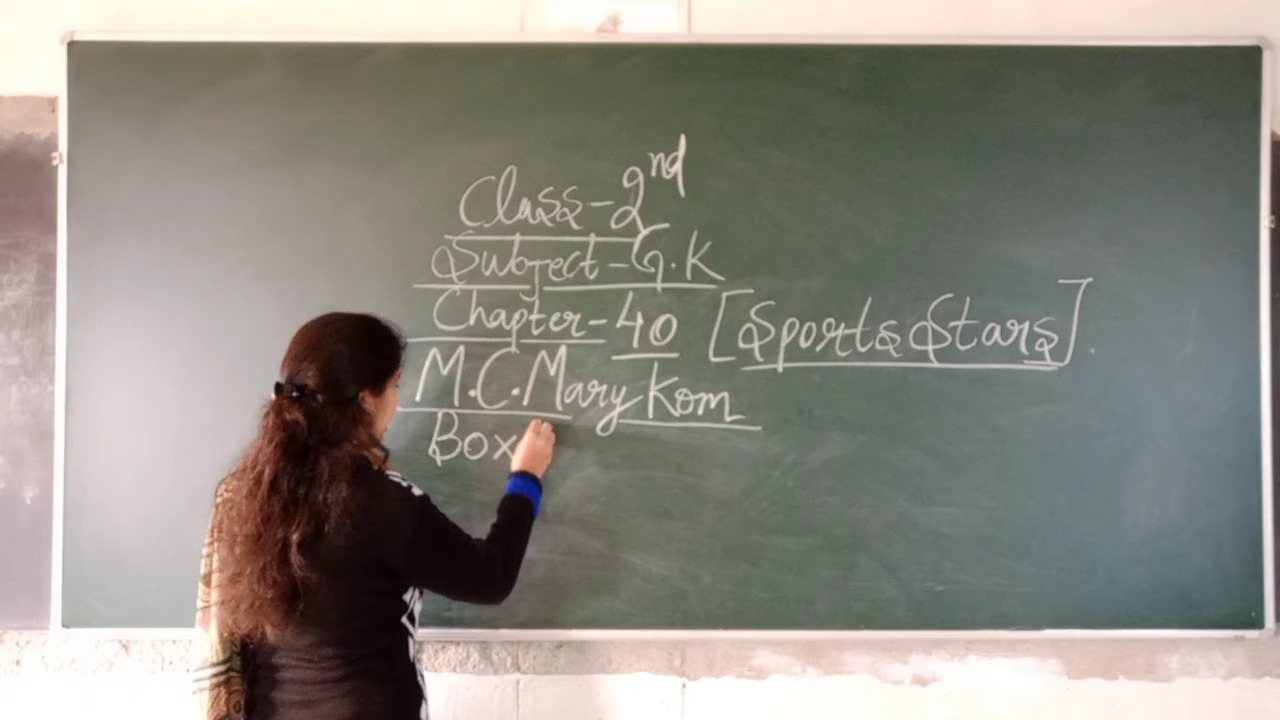 Class-2nd
Subject-G.K
Chapter-40 [Sports Stars].
M.C.Mary Kom
Box